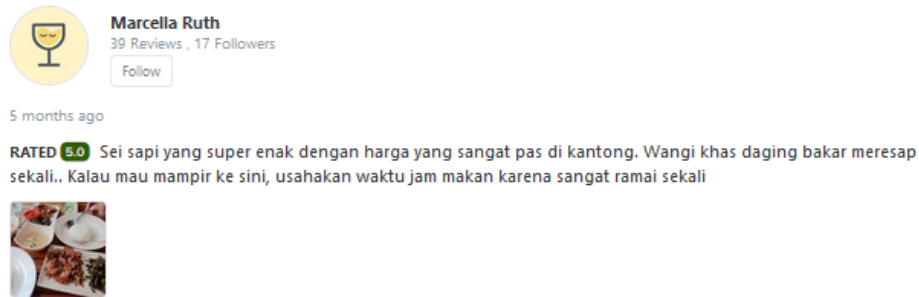 Marcella Ruth
39 Reviews , 17 Followers
Follow
5 months ago
RATED 5.0 Sei sapi yang super enak dengan harga yang sangat pas di kantong. Wangi khas daging bakar meresap
sekali.. Kalau mau mampir ke sini, usahakan waktu jam makan karena sangat ramai sekali